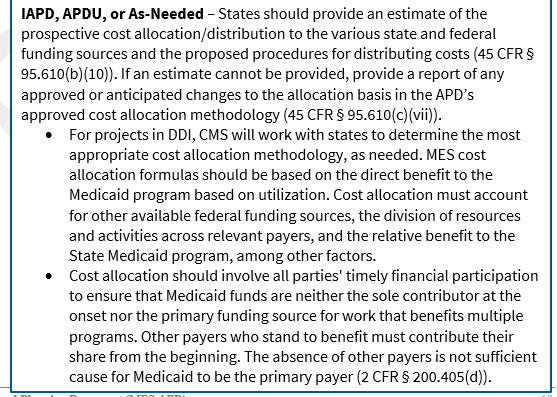 IAPD, APDU, or As-Needed – States should provide an estimate of the
prospective cost allocation/distribution to the various state and federal
funding sources and the proposed procedures for distributing costs (45 CFR §
95.610(b)(10)). If an estimate cannot be provided, provide a report of any
approved or anticipated changes to the allocation basis in the APD's
approved cost allocation methodology (45 CFR § 95.610(c)(vii)).
• For projects in DDI, CMS will work with states to determine the most
appropriate cost allocation methodology, as needed. MES cost
allocation formulas should be based on the direct benefit to the
Medicaid program based on utilization. Cost allocation must account
for other available federal funding sources, the division of resources
and activities across relevant payers, and the relative benefit to the
State Medicaid program, among other factors.
• Cost allocation should involve all parties' timely financial participation
to ensure that Medicaid funds are neither the sole contributor at the
onset nor the primary funding source for work that benefits multiple
programs. Other payers who stand to benefit must contribute their
share from the beginning. The absence of other payers is not sufficient
cause for Medicaid to be the primary payer (2 CFR § 200.405(d)).